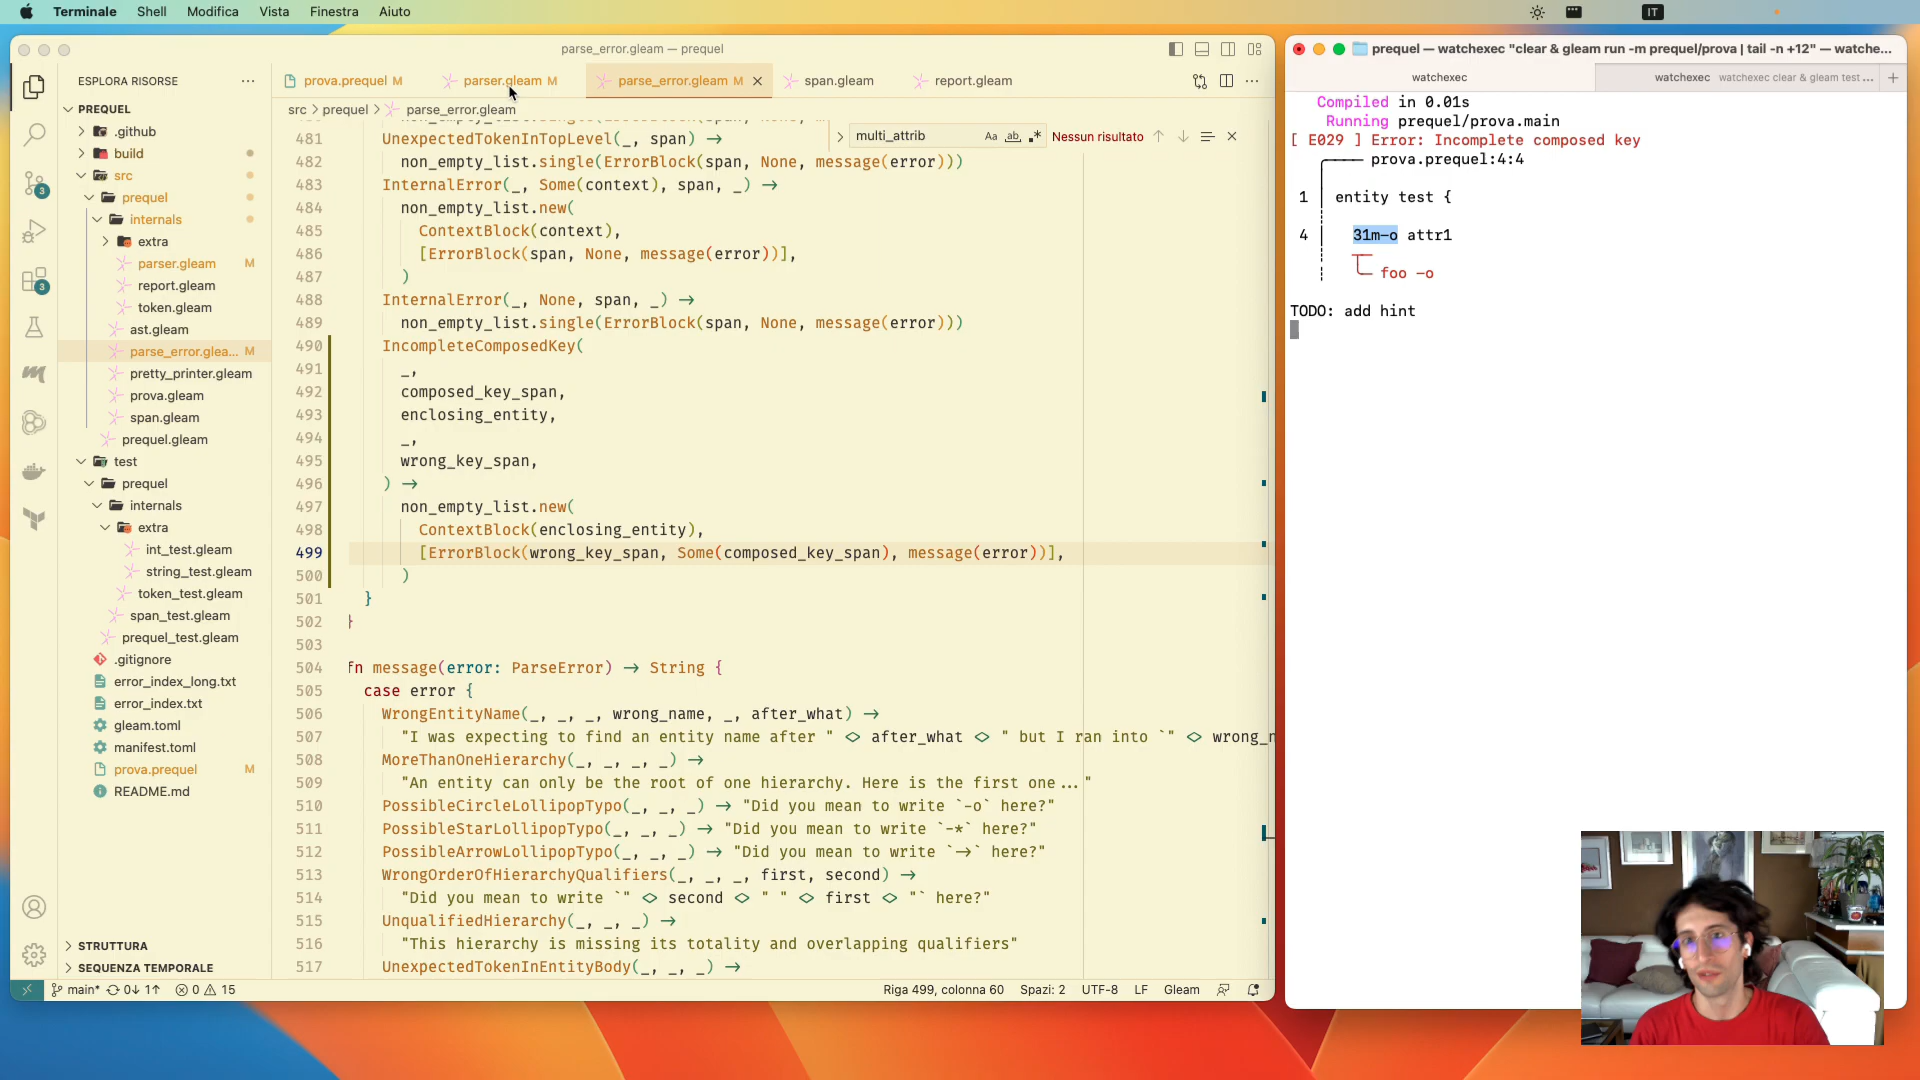 Terminale Shell Modifica Vista Finestra Aiuto
IT
parse_error.gleam — prequel
ESPLORA RISORSE
PREQUEL
.github
build
src
prequel
internals
extra
parser.gleam M
report.gleam
token.gleam
ast.gleam
parse_error.glea... M
pretty_printer.gleam
prova.gleam
span.gleam
prequel.gleam
test
prequel
internals
extra
int_test.gleam
string_test.gleam
token_test.gleam
span_test.gleam
prequel_test.gleam
.gitignore
error_index_long.txt
error_index.txt
gleam.toml
manifest.toml
prova.prequel M
README.md
STRUTTURA
SEQUENZA TEMPORALE
3
3
prova.prequel M parser.gleam M parse_error.gleam M span.gleam report.gleam
src > prequel > parse_error.gleam
multi_attrib Aa ab Nessun risultato
481 UnexpectedTokenInTopLevel(_, span) →
482 non_empty_list.single(ErrorBlock(span, None, message(error)))
483 InternalError(_, Some(context), span, _) →
484 non_empty_list.new(
485 ContextBlock(context),
486 [ErrorBlock(span, None, message(error))],
487 )
488 InternalError(_, None, span, _) →
489 non_empty_list.single(ErrorBlock(span, None, message(error)))
490 IncompleteComposedKey(
491 _,
492 composed_key_span,
493 enclosing_entity,
494 _,
495 wrong_key_span,
496 ) →
497 non_empty_list.new(
498 ContextBlock(enclosing_entity),
499 [ErrorBlock(wrong_key_span, Some(composed_key_span), message(error))],
500 )
501 }
502 }
503
504 fn message(error: ParseError) → String {
505 case error {
506 WrongEntityName(_, _, _, wrong_name, _, after_what) →
507 "I was expecting to find an entity name after " <> after_what <> " but I ran into `" <> wrong_n
508 MoreThanOneHierarchy(_, _, _, _) →
509 "An entity can only be the root of one hierarchy. Here is the first one..."
510 PossibleCircleLollipopTypo(_, _, _) → "Did you mean to write `-o` here?"
511 PossibleStarLollipopTypo(_, _, _) → "Did you mean to write `-*` here?"
512 PossibleArrowLollipopTypo(_, _, _) → "Did you mean to write `→` here?"
513 WrongOrderOfHierarchyQualifiers(_, _, _, first, second) →
514 "Did you mean to write `" <> second <> " " <> first <> "` here?"
515 UnqualifiedHierarchy(_, _, _) →
516 "This hierarchy is missing its totality and overlapping qualifiers"
517 UnexpectedTokenInEntityBody(_, _, _) →
main* 0↓ 1↑ 0 15
Riga 499, colonna 60 Spazi: 2 UTF-8 LF Gleam
prequel — watchexec "clear & gleam run -m prequel/prova | tail -n +12" — watche...
watchexec
watchexec watchexec clear & gleam test ...
Compiled in 0.01s
Running prequel/prova.main
[ E029 ] Error: Incomplete composed key
prova.prequel:4:4
1 entity test {
4 31m-o attr1
foo -o
TODO: add hint